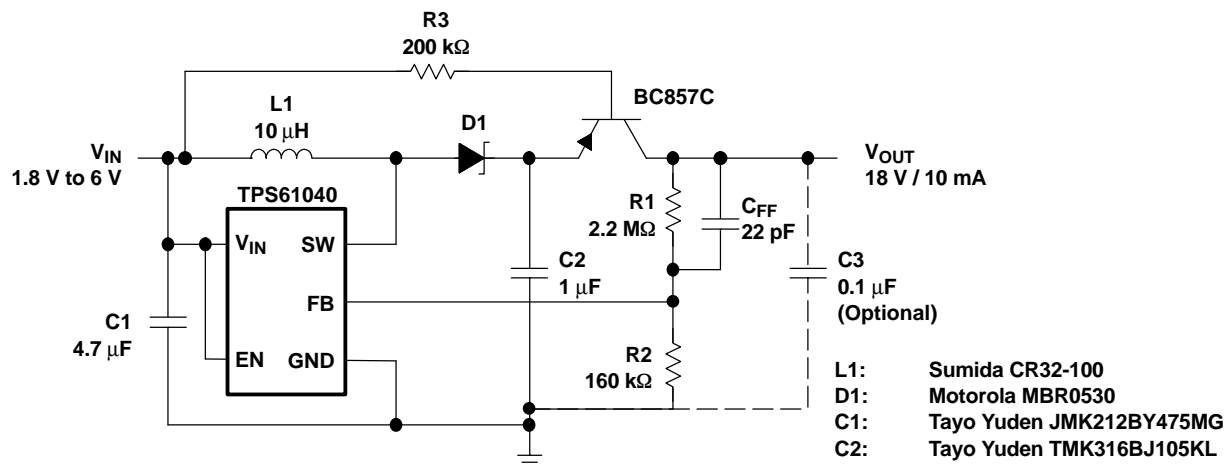 R3
200 kΩ
BC857C
L1
10 μH
D1
VIN
1.8 V to 6 V
VOUT
18 V / 10 mA
TPS61040
VIN
SW
R1
2.2 MΩ
CFF
22 pF
C2
1 μF
C3
0.1 μF
(Optional)
FB
C1
4.7 μF
EN
GND
R2
160 kΩ
L1: Sumida CR32-100
D1: Motorola MBR0530
C1: Tayo Yuden JMK212BY475MG
C2: Tayo Yuden TMK316BJ105KL